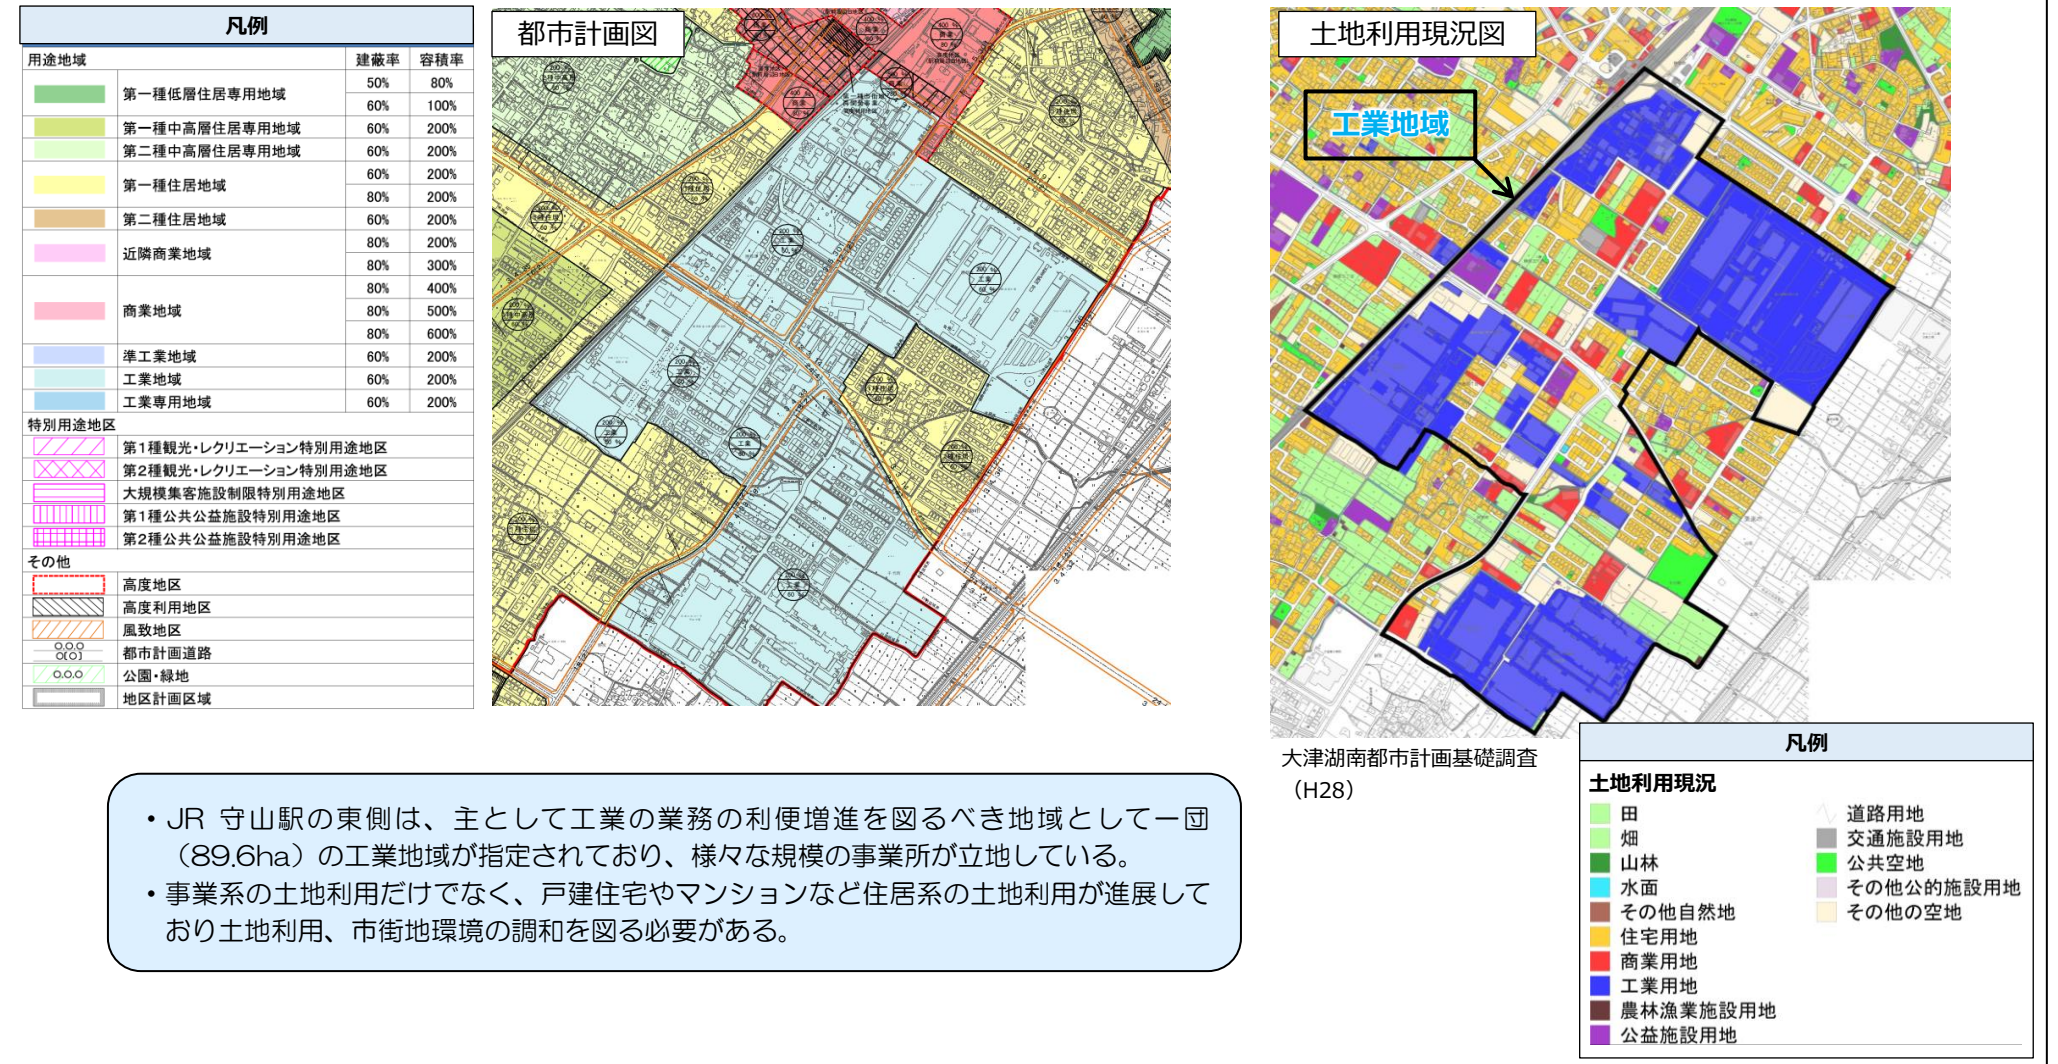 凡例
用途地域 建蔽率 容積率
第一種低層住居専用地域 50% 80%
60% 100%
第一種中高層住居専用地域 60% 200%
第二種中高層住居専用地域 60% 200%
第一種住居地域 60% 200%
80% 200%
第二種住居地域 60% 200%
近隣商業地域 80% 200%
80% 300%
商業地域 80% 400%
80% 500%
80% 600%
準工業地域 60% 200%
工業地域 60% 200%
工業専用地域 60% 200%
特別用途地区
第1種観光・レクリエーション特別用途地区
第2種観光・レクリエーション特別用途地区
大規模集客施設制限特別用途地区
第1種公共公益施設特別用途地区
第2種公共公益施設特別用途地区
その他
高度地区
高度利用地区
風致地区
都市計画道路
公園・緑地
地区計画区域
都市計画図
土地利用現況図
工業地域
大津湖南都市計画基礎調査
（H28）
・JR 守山駅の東側は、主として工業の業務の利便増進を図るべき地域として一団
（89.6ha）の工業地域が指定されており、様々な規模の事業所が立地している。
・事業系の土地利用だけでなく、戸建住宅やマンションなど住居系の土地利用が進展して
おり土地利用、市街地環境の調和を図る必要がある。
凡例
土地利用現況
田
畑
山林
水面
その他自然地
住宅用地
商業用地
工業用地
農林漁業施設用地
公益施設用地
道路用地
交通施設用地
公共空地
その他公的施設用地
その他の空地